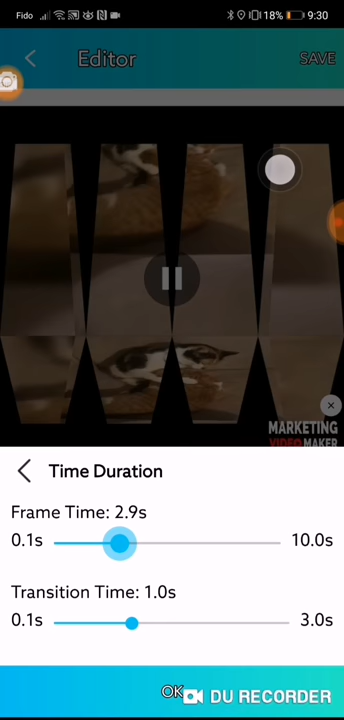 Fido 18% 9:30
Editor SAVE
MARKETING
VIDEO MAKER
Time Duration
Frame Time: 2.9s
0.1s 10.0s
Transition Time: 1.0s
0.1s 3.0s
OK
DU RECORDER